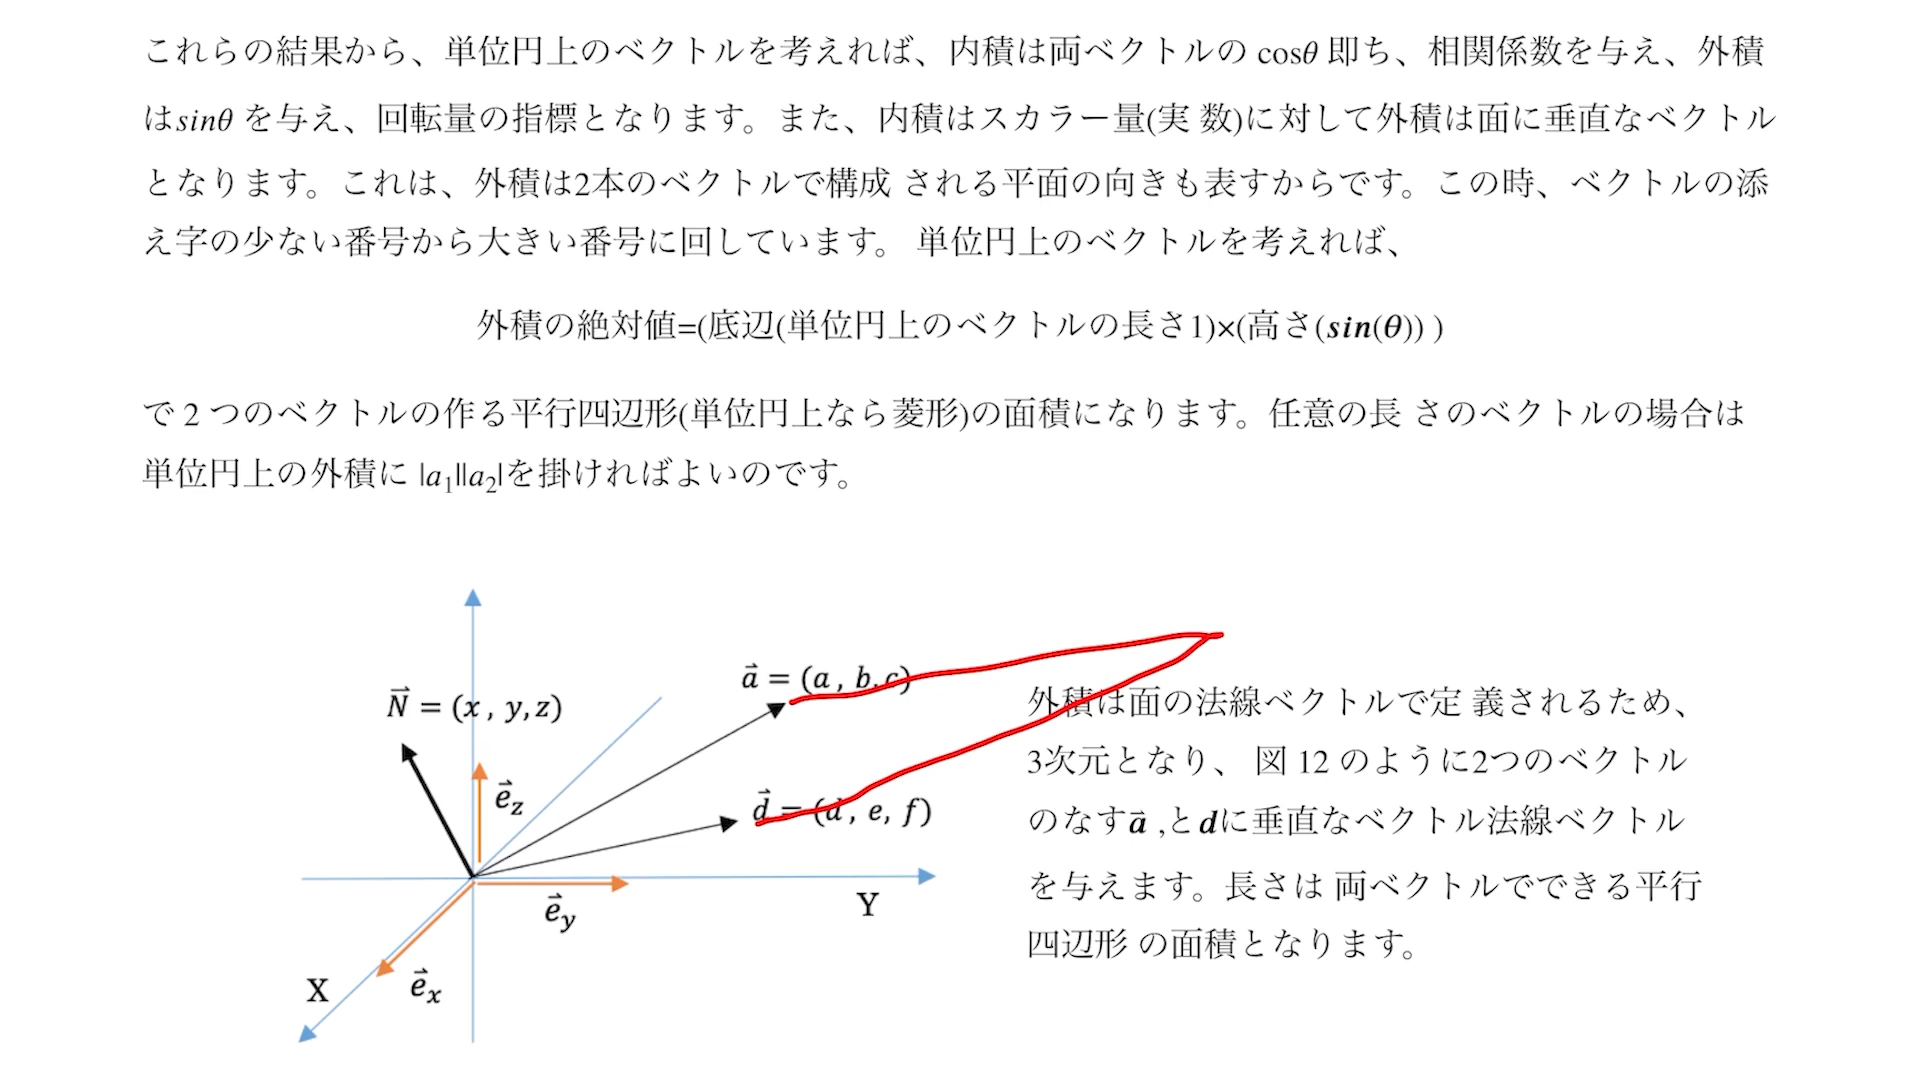 これらの結果から、単位円上のベクトルを考えれば、内積は両ベクトルの cosθ 即ち、相関係数を与え、外積
はsinθ を与え、回転量の指標となります。また、内積はスカラー量(実 数)に対して外積は面に垂直なベクトル
となります。これは、外積は2本のベクトルで構成 される平面の向きも表すからです。この時、ベクトルの添
え字の少ない番号から大きい番号に回しています。 単位円上のベクトルを考えれば、
外積の絶対値=(底辺(単位円上のベクトルの長さ1)×(高さ(sin(θ)) )
で 2 つのベクトルの作る平行四辺形(単位円上なら菱形)の面積になります。任意の長 さのベクトルの場合は
単位円上の外積に |a₁||a₂|を掛ければよいのです。
a⃗ = (a , b,c)
N⃗ = (x , y,z)
e⃗z
d⃗ = (d , e, f)
e⃗y
Y
X
e⃗x
外積は面の法線ベクトルで定 義されるため、
3次元となり、 図 12 のように2つのベクトル
のなすa⃗ ,とdに垂直なベクトル法線ベクトル
を与えます。長さは 両ベクトルでできる平行
四辺形 の面積となります。